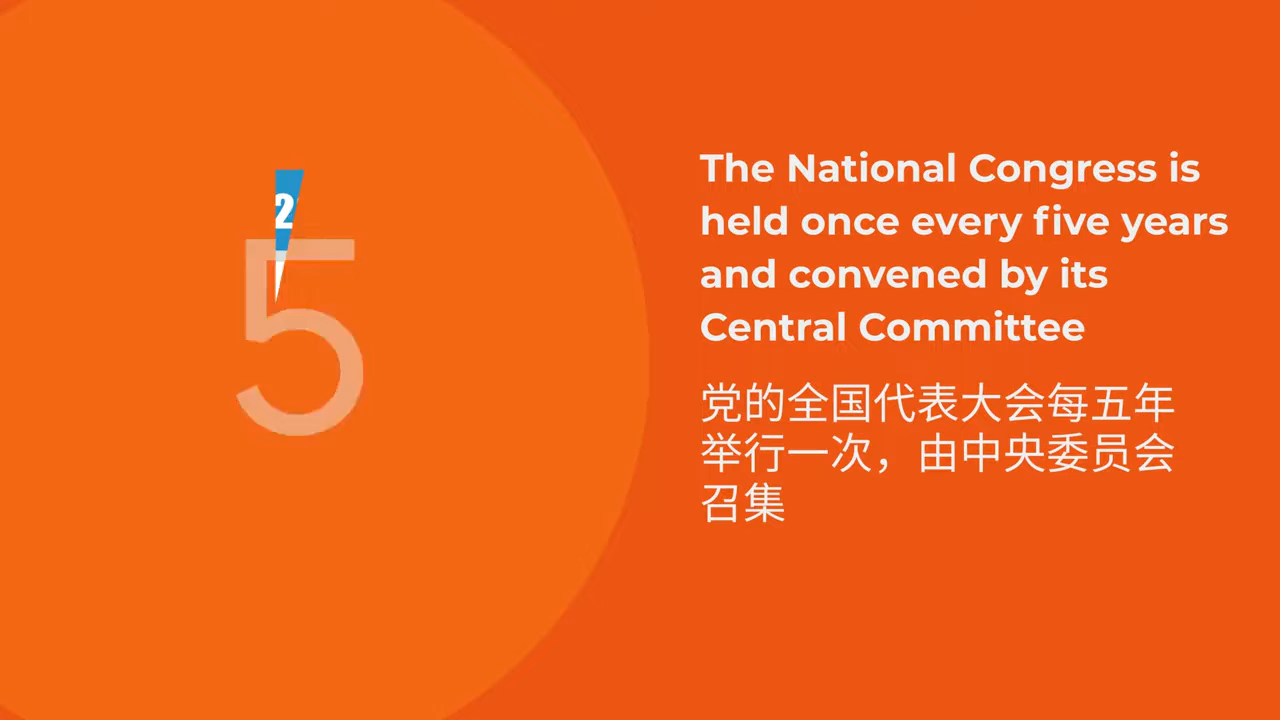 2
5
The National Congress is
held once every five years
and convened by its
Central Committee
党的全国代表大会每五年
举行一次，由中央委员会
召集